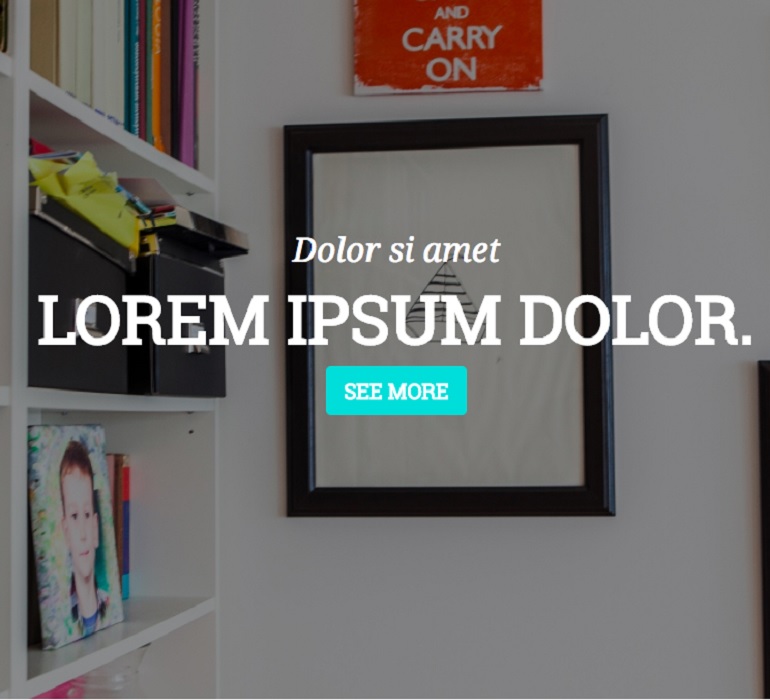 AND
CARRY
ON
Dolor si amet
LOREM IPSUM DOLOR.
SEE MORE